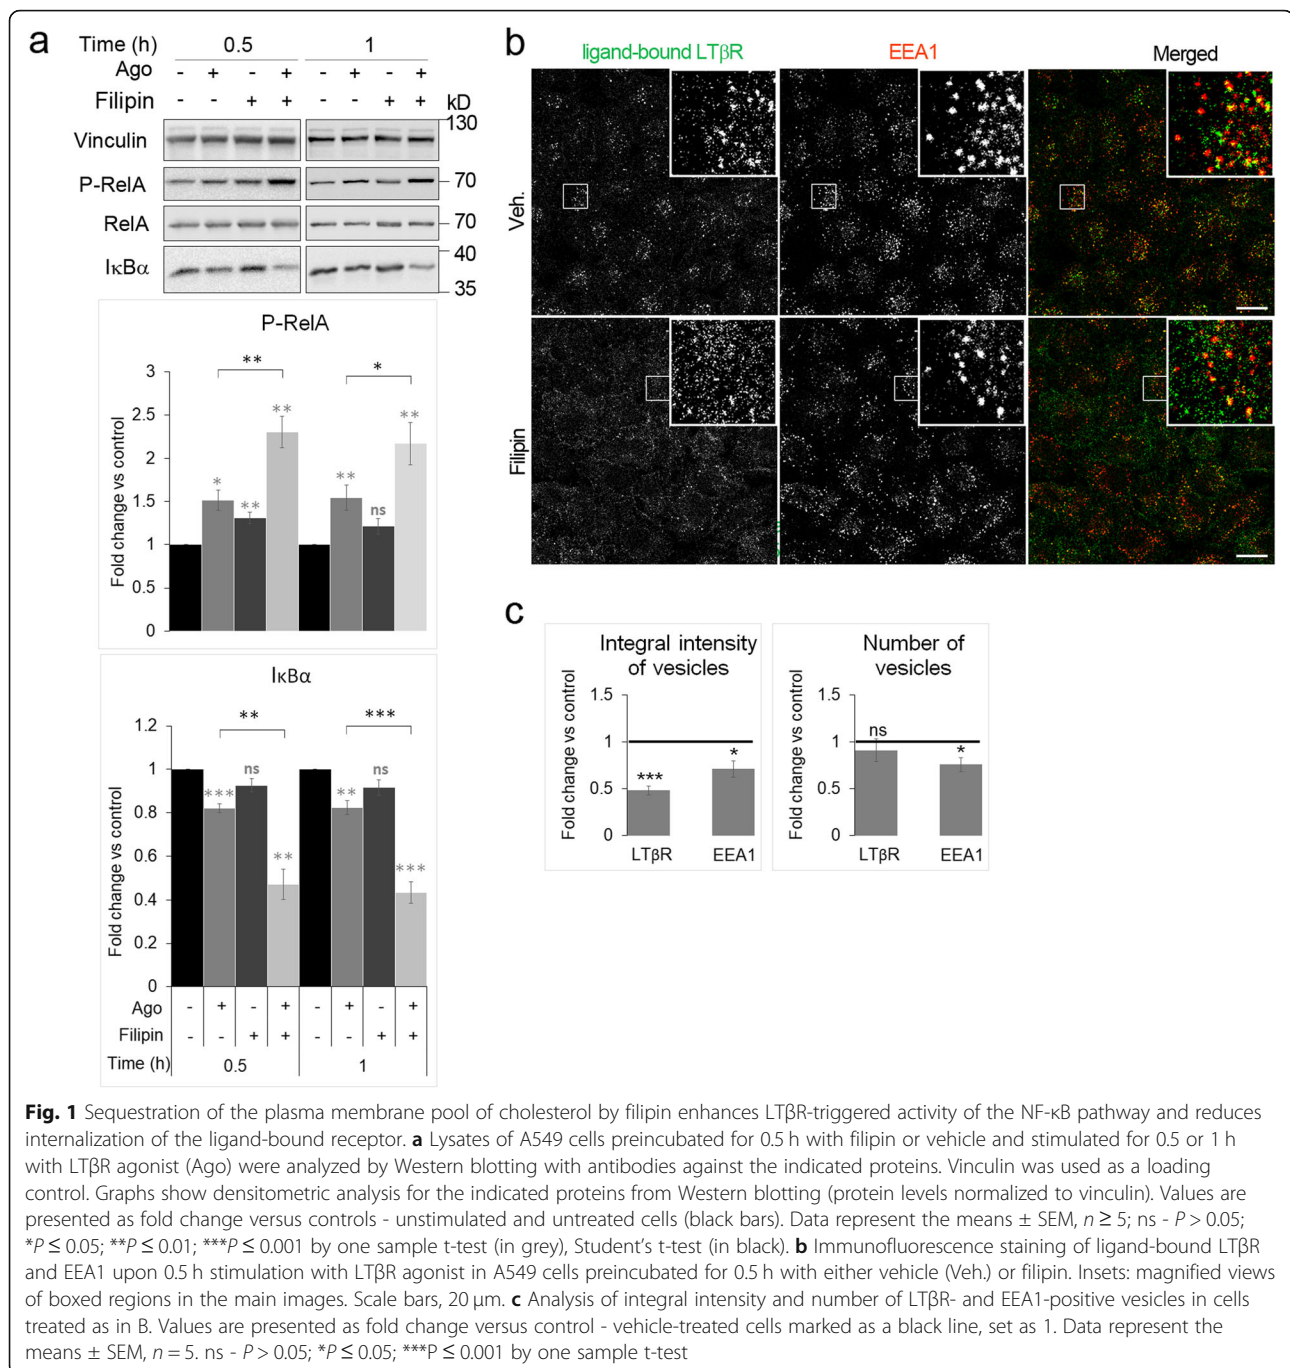 a
Time (h) 0.5 1
Ago - + - + - + - +
Filipin - - + + - - + + kD
Vinculin 130
P-RelA 70
RelA 70
IκBα 40
35
P-RelA
Fold change vs control
3
2.5
2
1.5
1
0.5
0
* ** ** ** ** ns ** *
IκBα
Fold change vs control
1.2
1
0.8
0.6
0.4
0.2
0
*** ns ** ** ** ns *** ***
Ago - + - + - + - +
Filipin - - + + - - + +
Time (h) 0.5 1
b
ligand-bound LTβR EEA1 Merged
Veh.
Filipin
c
Integral intensity
of vesicles
Fold change vs control
1.5
1
0.5
0
*** *
LTβR EEA1
Number of
vesicles
Fold change vs control
1.5
1
0.5
0
ns *
LTβR EEA1
Fig. 1 Sequestration of the plasma membrane pool of cholesterol by filipin enhances LTβR-triggered activity of the NF-κB pathway and reduces
internalization of the ligand-bound receptor. a Lysates of A549 cells preincubated for 0.5 h with filipin or vehicle and stimulated for 0.5 or 1 h
with LTβR agonist (Ago) were analyzed by Western blotting with antibodies against the indicated proteins. Vinculin was used as a loading
control. Graphs show densitometric analysis for the indicated proteins from Western blotting (protein levels normalized to vinculin). Values are
presented as fold change versus controls - unstimulated and untreated cells (black bars). Data represent the means ± SEM, n ≥ 5; ns - P > 0.05;
*P ≤ 0.05; **P ≤ 0.01; ***P ≤ 0.001 by one sample t-test (in grey), Student's t-test (in black). b Immunofluorescence staining of ligand-bound LTβR
and EEA1 upon 0.5 h stimulation with LTβR agonist in A549 cells preincubated for 0.5 h with either vehicle (Veh.) or filipin. Insets: magnified views
of boxed regions in the main images. Scale bars, 20 μm. c Analysis of integral intensity and number of LTβR- and EEA1-positive vesicles in cells
treated as in B. Values are presented as fold change versus control - vehicle-treated cells marked as a black line, set as 1. Data represent the
means ± SEM, n = 5. ns - P > 0.05; *P ≤ 0.05; ***P ≤ 0.001 by one sample t-test